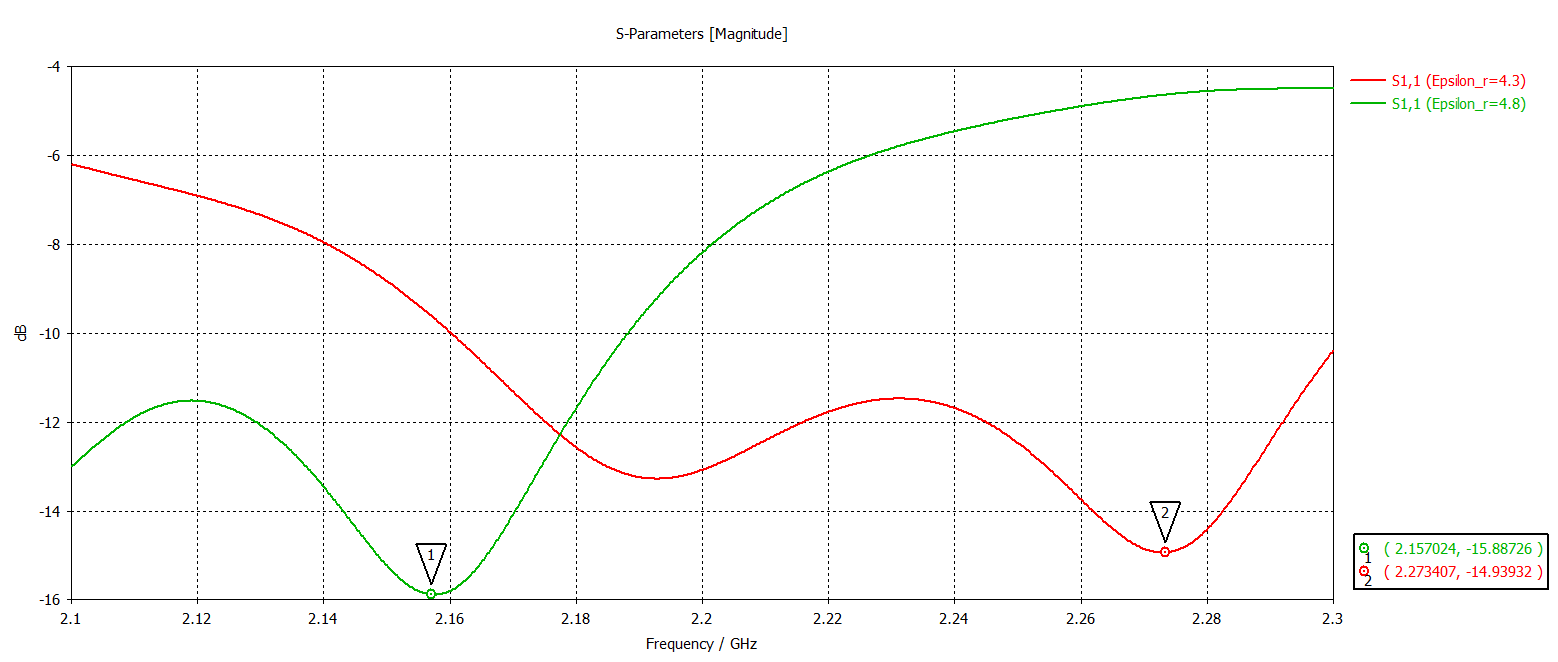 S-Parameters [Magnitude]
-4
-6
-8
-10
-12
-14
-16
dB
2.1
2.12
2.14
2.16
2.18
2.2
2.22
2.24
2.26
2.28
2.3
Frequency / GHz
1
2
S1,1 (Epsilon_r=4.3)
S1,1 (Epsilon_r=4.8)
1 ( 2.157024, -15.88726 )
2 ( 2.273407, -14.93932 )